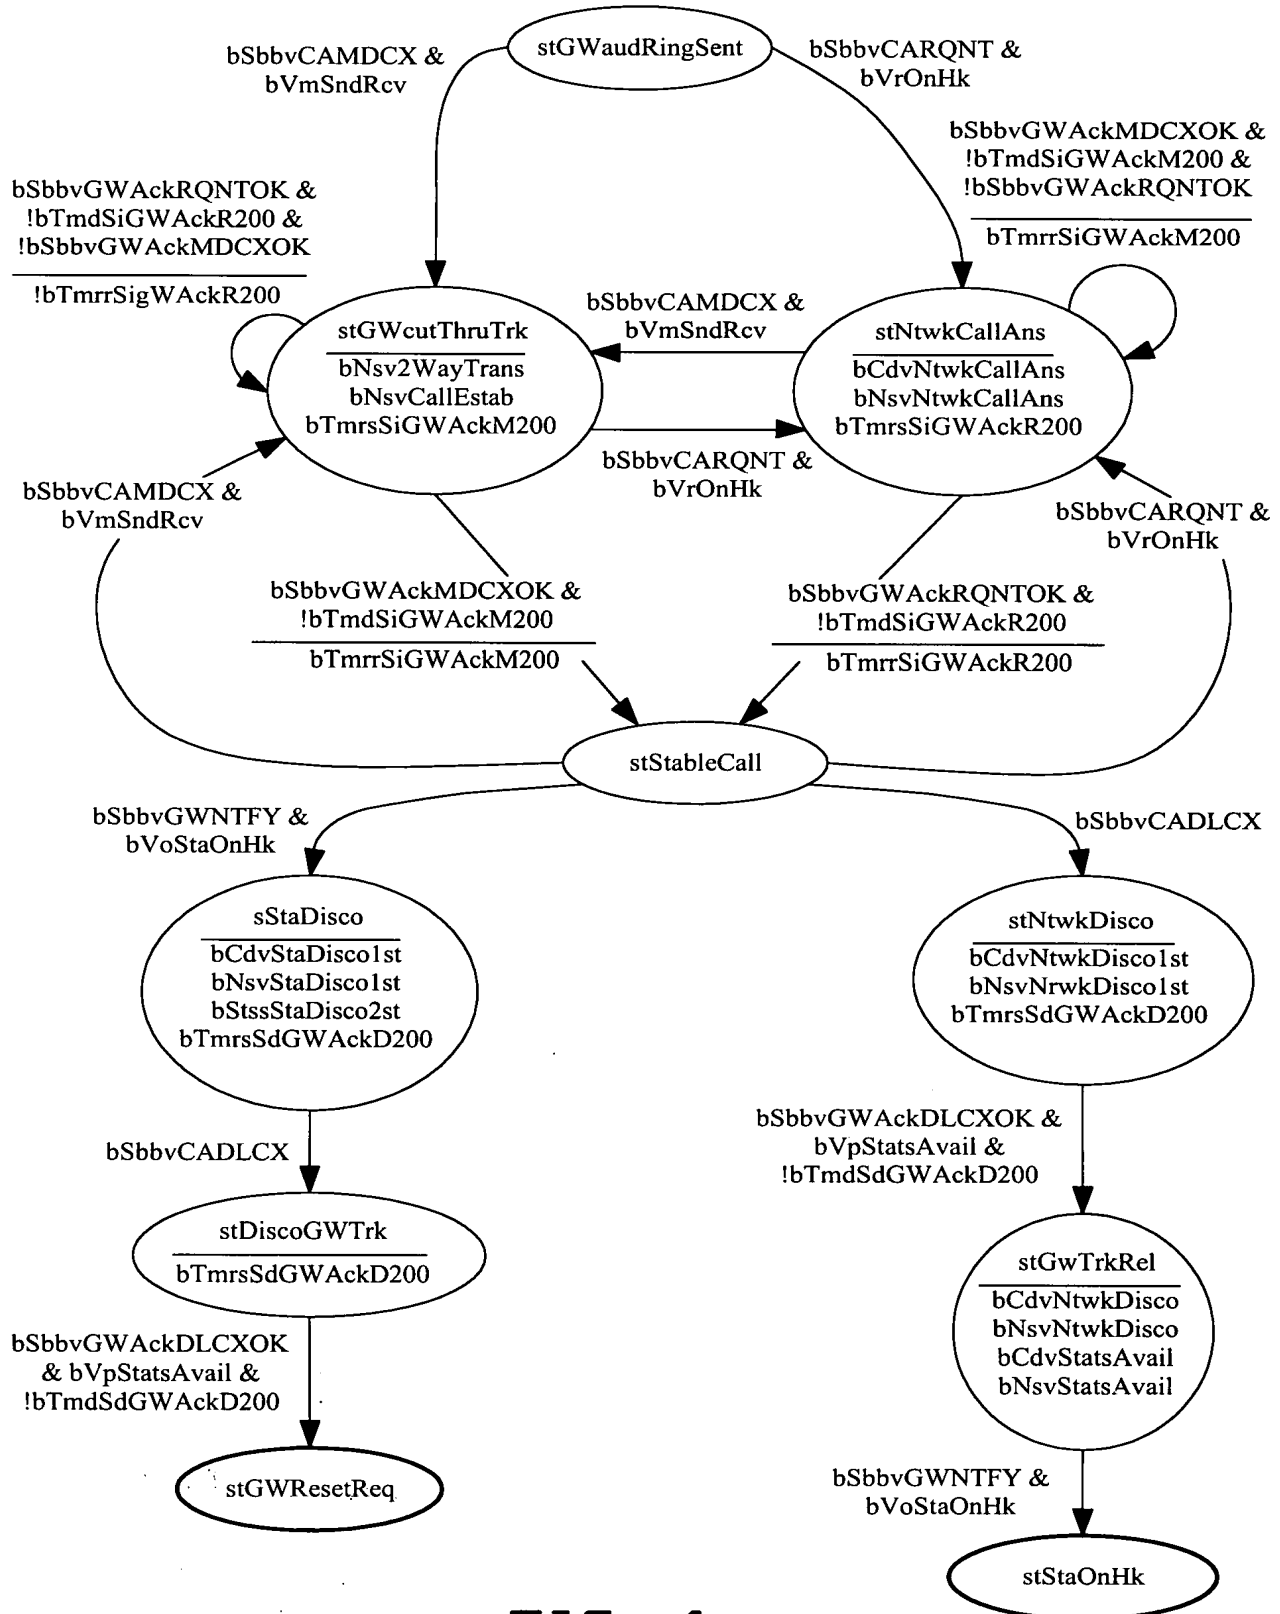 stGWaudRingSent
bSbbvCAMDCX &
bVmSndRcv
bSbbvCARQNT &
bVrOnHk
bSbbvGWAckMDCXOK &
!bTmdSiGWAckM200 &
!bSbbvGWAckRQNTOK
bTmrrSiGWAckM200
bSbbvGWAckRQNTOK &
!bTmdSiGWAckR200 &
!bSbbvGWAckMDCXOK
!bTmrrSigWAckR200
stGWcutThruTrk
bNsv2WayTrans
bNsvCallEstab
bTmrsSiGWAckM200
bSbbvCAMDCX &
bVmSndRcv
stNtwkCallAns
bCdvNtwkCallAns
bNsvNtwkCallAns
bTmrsSiGWAckR200
bSbbvCARQNT &
bVrOnHk
bSbbvCAMDCX &
bVmSndRcv
bSbbvCARQNT &
bVrOnHk
bSbbvGWAckMDCXOK &
!bTmdSiGWAckM200
bTmrrSiGWAckM200
bSbbvGWAckRQNTOK &
!bTmdSiGWAckR200
bTmrrSiGWAckR200
stStableCall
bSbbvGWNTFY &
bVoStaOnHk
bSbbvCADLCX
sStaDisco
bCdvStaDisco1st
bNsvStaDisco1st
bStssStaDisco2st
bTmrsSdGWAckD200
stNtwkDisco
bCdvNtwkDisco1st
bNsvNrwkDisco1st
bTmrsSdGWAckD200
bSbbvCADLCX
bSbbvGWAckDLCXOK &
bVpStatsAvail &
!bTmdSdGWAckD200
stDiscoGWTrk
bTmrsSdGWAckD200
stGwTrkRel
bCdvNtwkDisco
bNsvNtwkDisco
bCdvStatsAvail
bNsvStatsAvail
bSbbvGWAckDLCXOK
& bVpStatsAvail &
!bTmdSdGWAckD200
stGWResetReq
bSbbvGWNTFY &
bVoStaOnHk
stStaOnHk